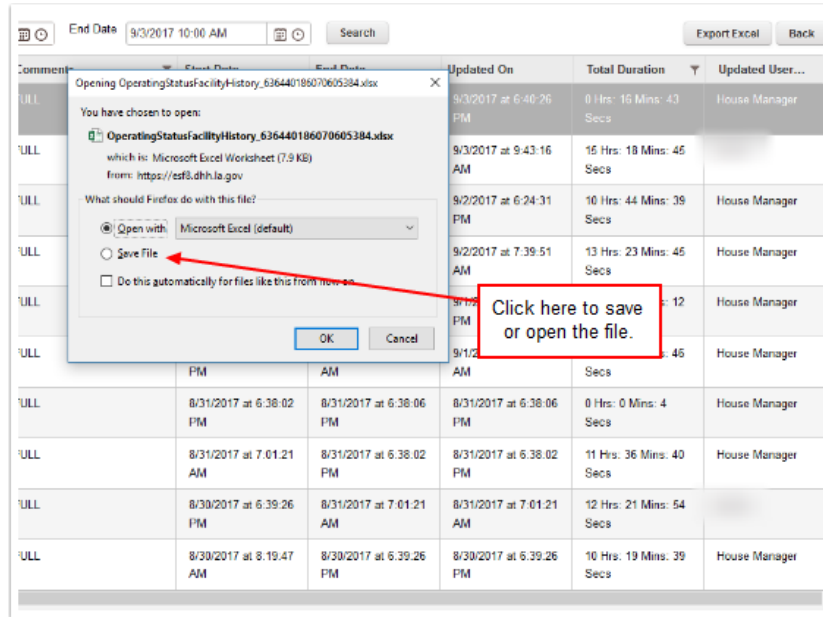 End Date 9/3/2017 10:00 AM Search Export Excel Back
Comments Start Date End Date Updated On Total Duration Updated User...
Opening OperatingStatusFacilityHistory_636440186070605384.xlsx
You have chosen to open:
OperatingStatusFacilityHistory_636440186070605384.xlsx
which is: Microsoft Excel Worksheet (7.9 KB)
from: https://esf8.dhh.la.gov
What should Firefox do with this file?
Open with Microsoft Excel (default)
Save File
Do this automatically for files like this from now on.
OK Cancel
Click here to save
or open the file.
FULL 9/3/2017 at 6:40:26 0 Hrs: 16 Mins: 43 House Manager
PM Secs
FULL 9/3/2017 at 9:43:16 15 Hrs: 18 Mins: 45
AM Secs
FULL 9/2/2017 at 6:24:31 10 Hrs: 44 Mins: 39 House Manager
PM Secs
FULL 9/2/2017 at 7:39:51 13 Hrs: 23 Mins: 45 House Manager
AM Secs
FULL 9/1/2 s: 12 House Manager
PM
FULL 9/1/2 s: 46 House Manager
PM AM AM Secs
FULL 8/31/2017 at 6:38:02 8/31/2017 at 6:38:06 8/31/2017 at 6:38:06 0 Hrs: 0 Mins: 4 House Manager
PM PM PM Secs
FULL 8/31/2017 at 7:01:21 8/31/2017 at 6:38:02 8/31/2017 at 6:38:02 11 Hrs: 36 Mins: 40 House Manager
AM PM PM Secs
FULL 8/30/2017 at 6:39:26 8/31/2017 at 7:01:21 8/31/2017 at 7:01:21 12 Hrs: 21 Mins: 54
PM AM AM Secs
FULL 8/30/2017 at 8:19:47 8/30/2017 at 6:39:26 8/30/2017 at 6:39:26 10 Hrs: 19 Mins: 39 House Manager
AM PM PM Secs